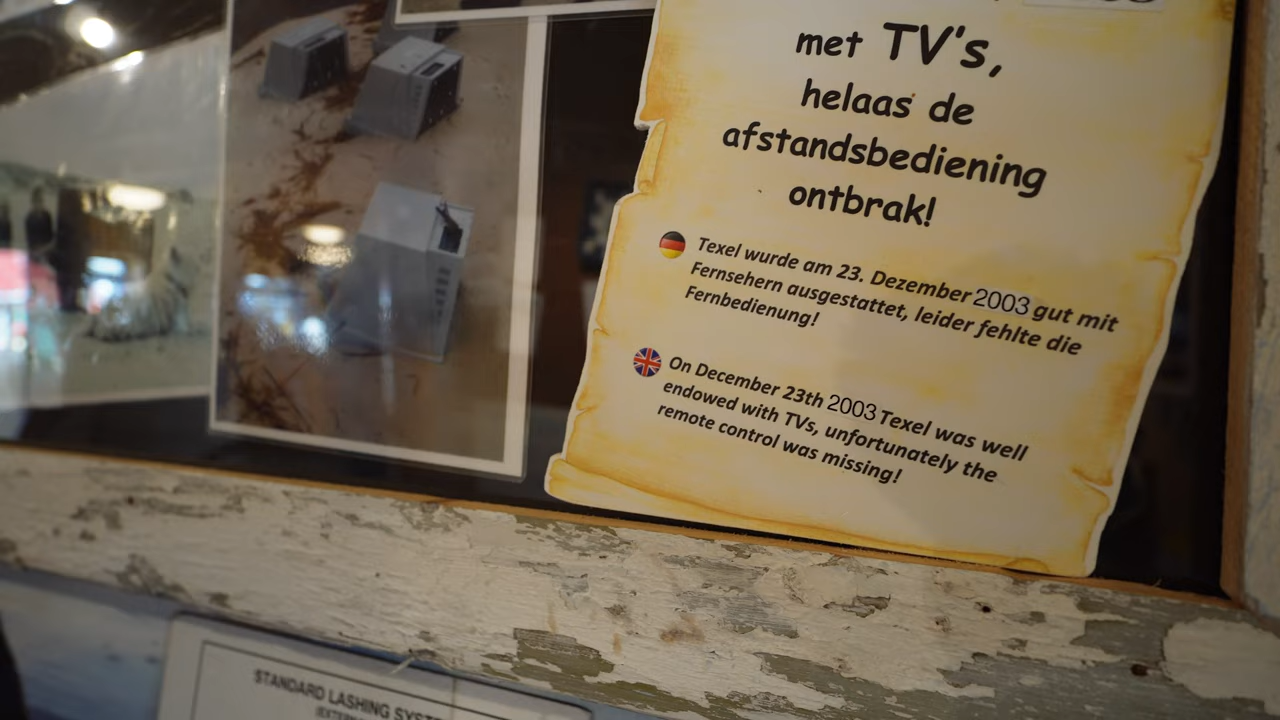 met TV's,
helaas de
afstandsbediening
ontbrak!
Texel wurde am 23. Dezember 2003 gut mit
Fernsehern ausgestattet, leider fehlte die
Fernbedienung!
On December 23th 2003 Texel was well
endowed with TVs, unfortunately the
remote control was missing!
STANDARD LASHING